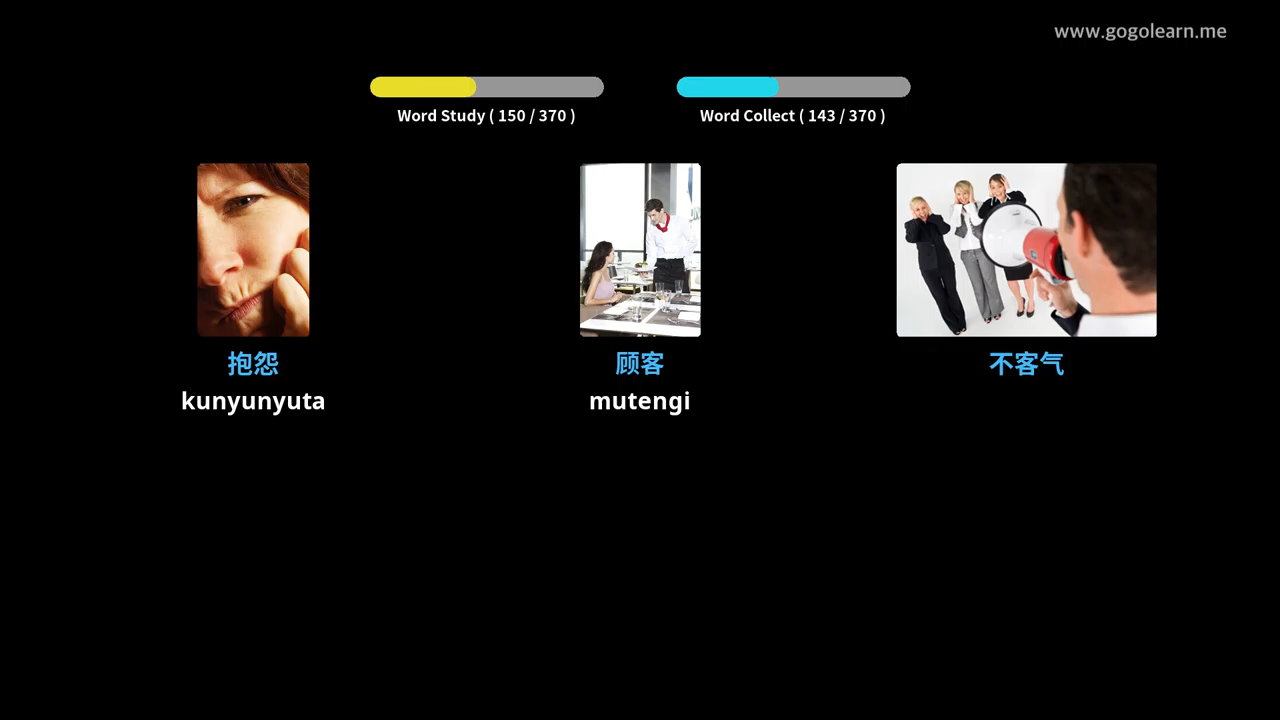 www.gogolearn.me
Word Study ( 150 / 370 )
Word Collect ( 143 / 370 )
抱怨
顾客
不客气
kunyunyuta
mutengi